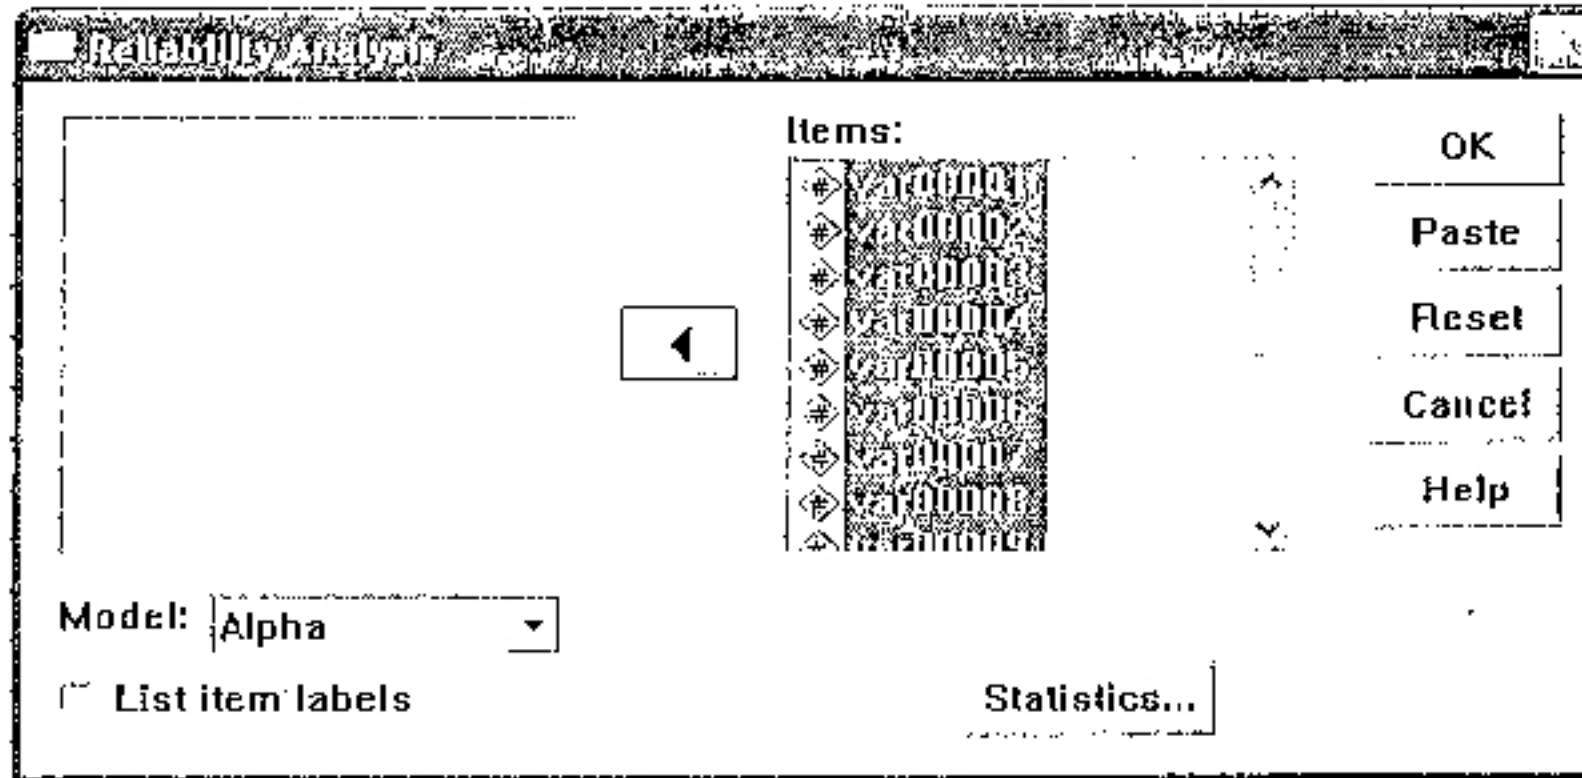 Reliability Analysis
Items:
var00001
var00002
var00003
var00004
var00005
var00006
var00007
var00008
OK
Paste
Reset
Cancel
Help
Model: Alpha
List item labels
Statistics...